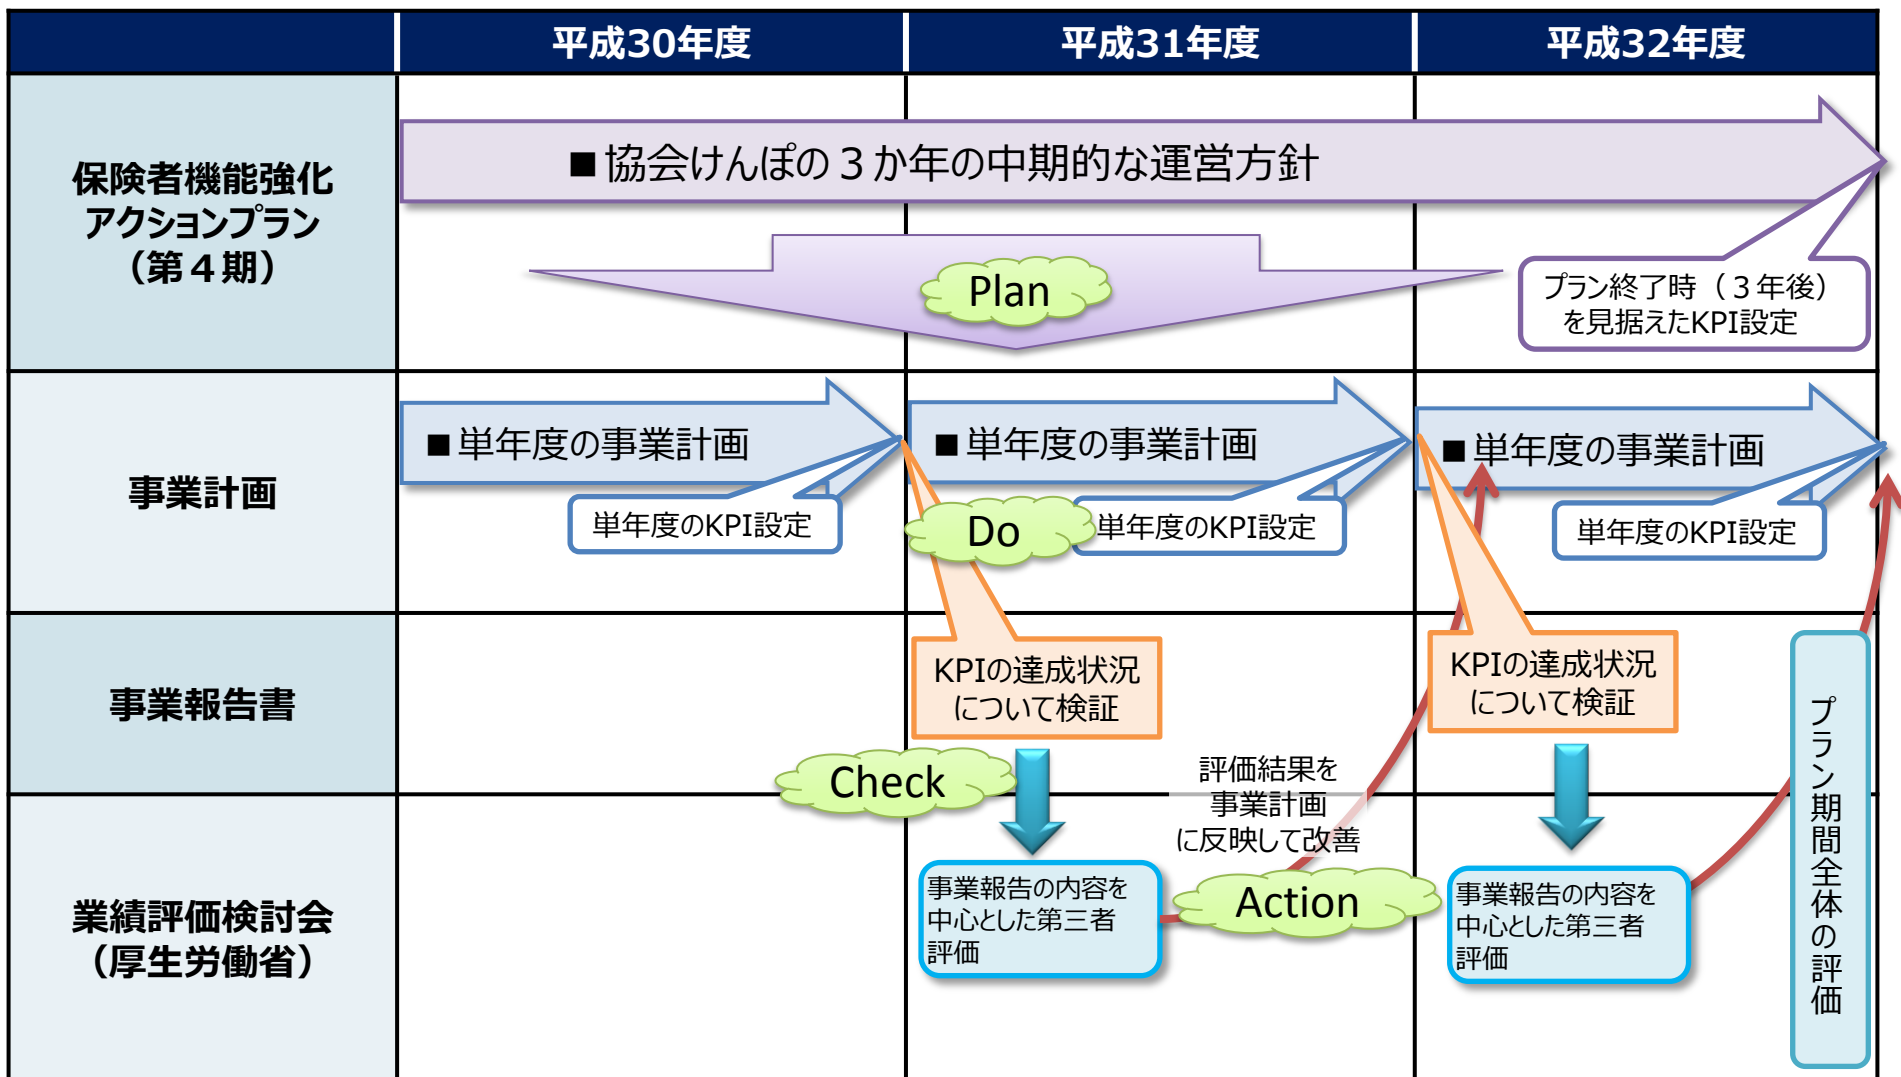 平成30年度
平成31年度
平成32年度
保険者機能強化
アクションプラン
（第４期）
■協会けんぽの３か年の中期的な運営方針
Plan
プラン終了時（３年後）
を見据えたKPI設定
事業計画
■単年度の事業計画
単年度のKPI設定
■単年度の事業計画
Do
単年度のKPI設定
■単年度の事業計画
単年度のKPI設定
事業報告書
KPIの達成状況
について検証
KPIの達成状況
について検証
Check
評価結果を
事業計画
に反映して改善
業績評価検討会
（厚生労働省）
事業報告の内容を
中心とした第三者
評価
Action
事業報告の内容を
中心とした第三者
評価
プラン期間全体の評価